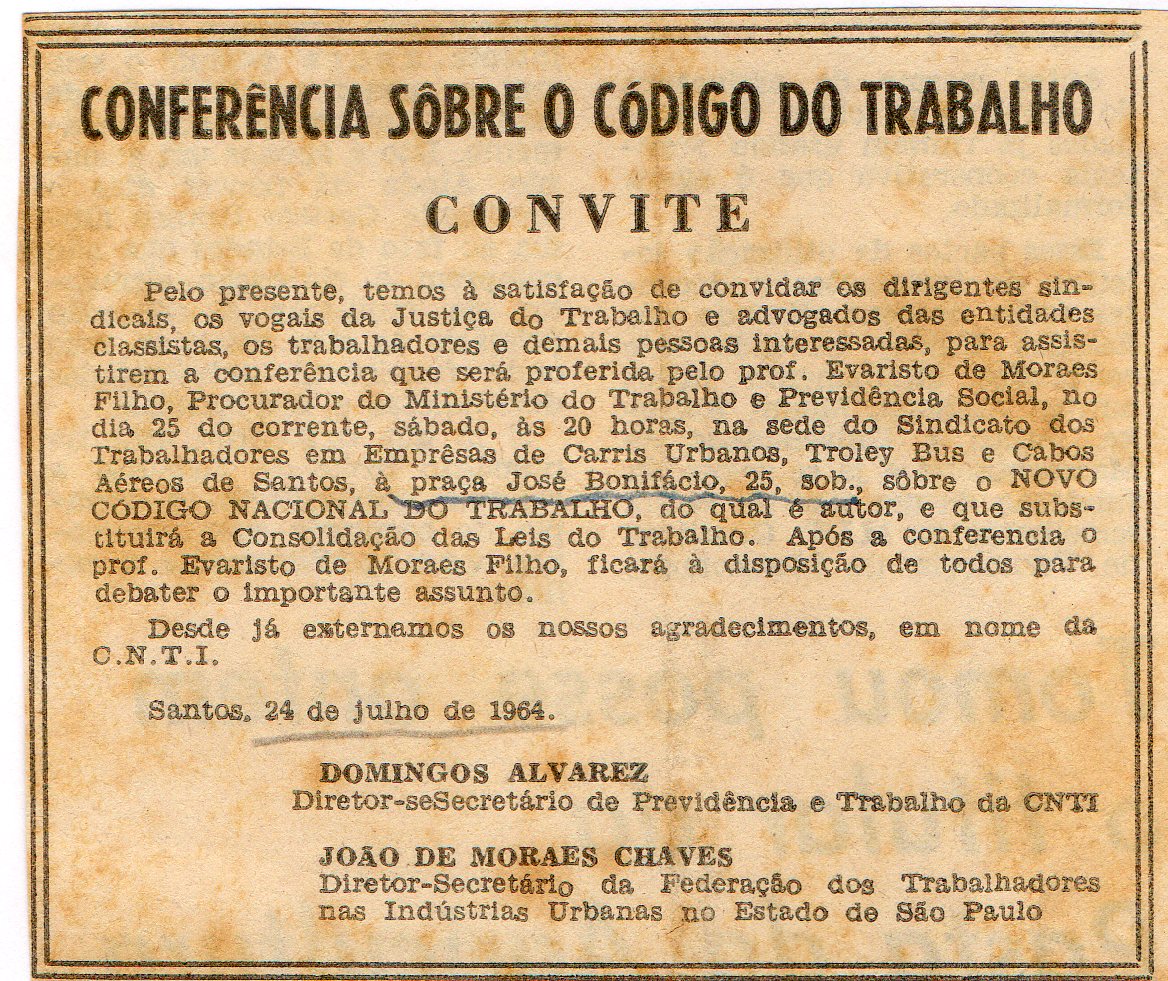 CONFERÊNCIA SÔBRE O CÓDIGO DO TRABALHO
CONVITE
Pelo presente, temos à satisfação de convidar os dirigentes sin-
dicais, os vogais da Justiça do Trabalho e advogados das entidades
classistas, os trabalhadores e demais pessoas interessadas, para assis-
tirem a conferência que será proferida pelo prof. Evaristo de Moraes
Filho, Procurador do Ministério do Trabalho e Previdência Social, no
dia 25 do corrente, sábado, às 20 horas, na sede do Sindicato dos
Trabalhadores em Emprêsas de Carris Urbanos, Troley Bus e Cabos
Aéreos de Santos, à praça José Bonifácio, 25, sob., sôbre o NOVO
CÓDIGO NACIONAL DO TRABALHO, do qual é autor, e que subs-
tituirá a Consolidação das Leis do Trabalho. Após a conferencia o
prof. Evaristo de Moraes Filho, ficará à disposição de todos para
debater o importante assunto.
Desde já externamos os nossos agradecimentos, em nome da
C.N.T.I.
Santos, 24 de julho de 1964.
DOMINGOS ALVAREZ
Diretor-seSecretário de Previdência e Trabalho da CNTI
JOÃO DE MORAES CHAVES
Diretor-Secretário da Federação dos Trabalhadores
nas Indústrias Urbanas no Estado de São Paulo